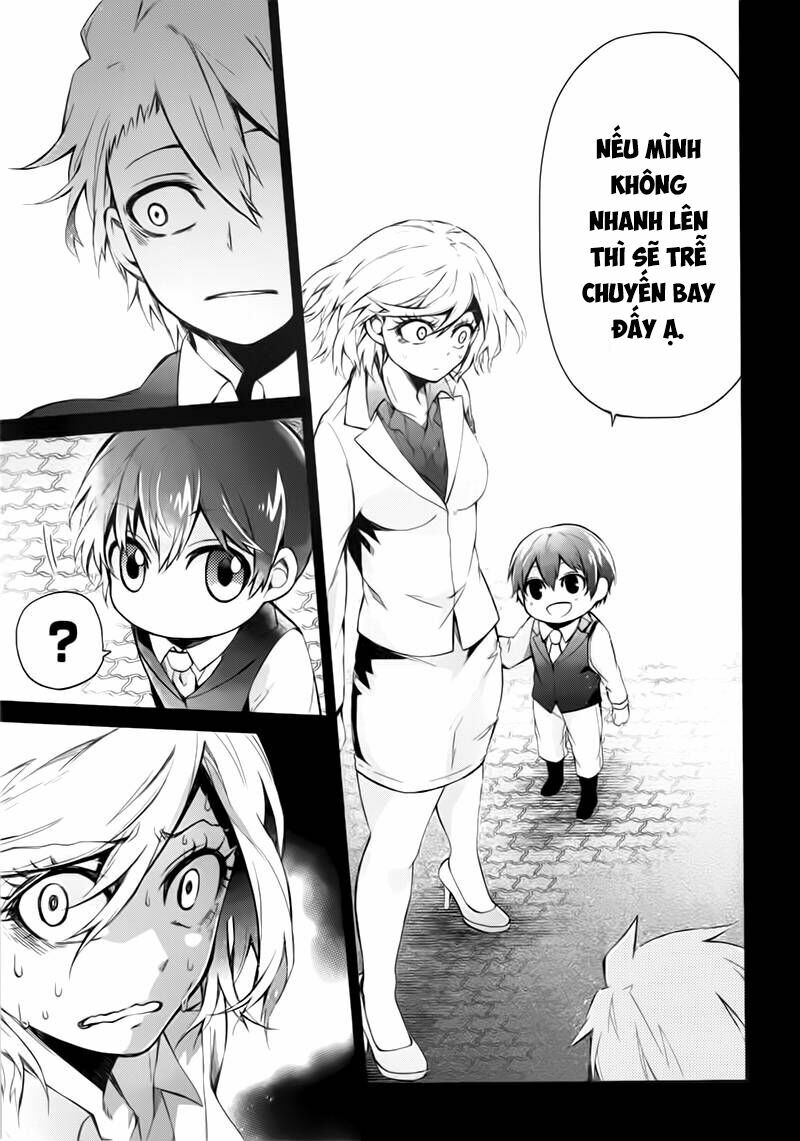 NẾU MÌNH
KHÔNG
NHANH LÊN
THÌ SẼ TRỄ
CHUYẾN BAY
ĐẤY Ạ.
?